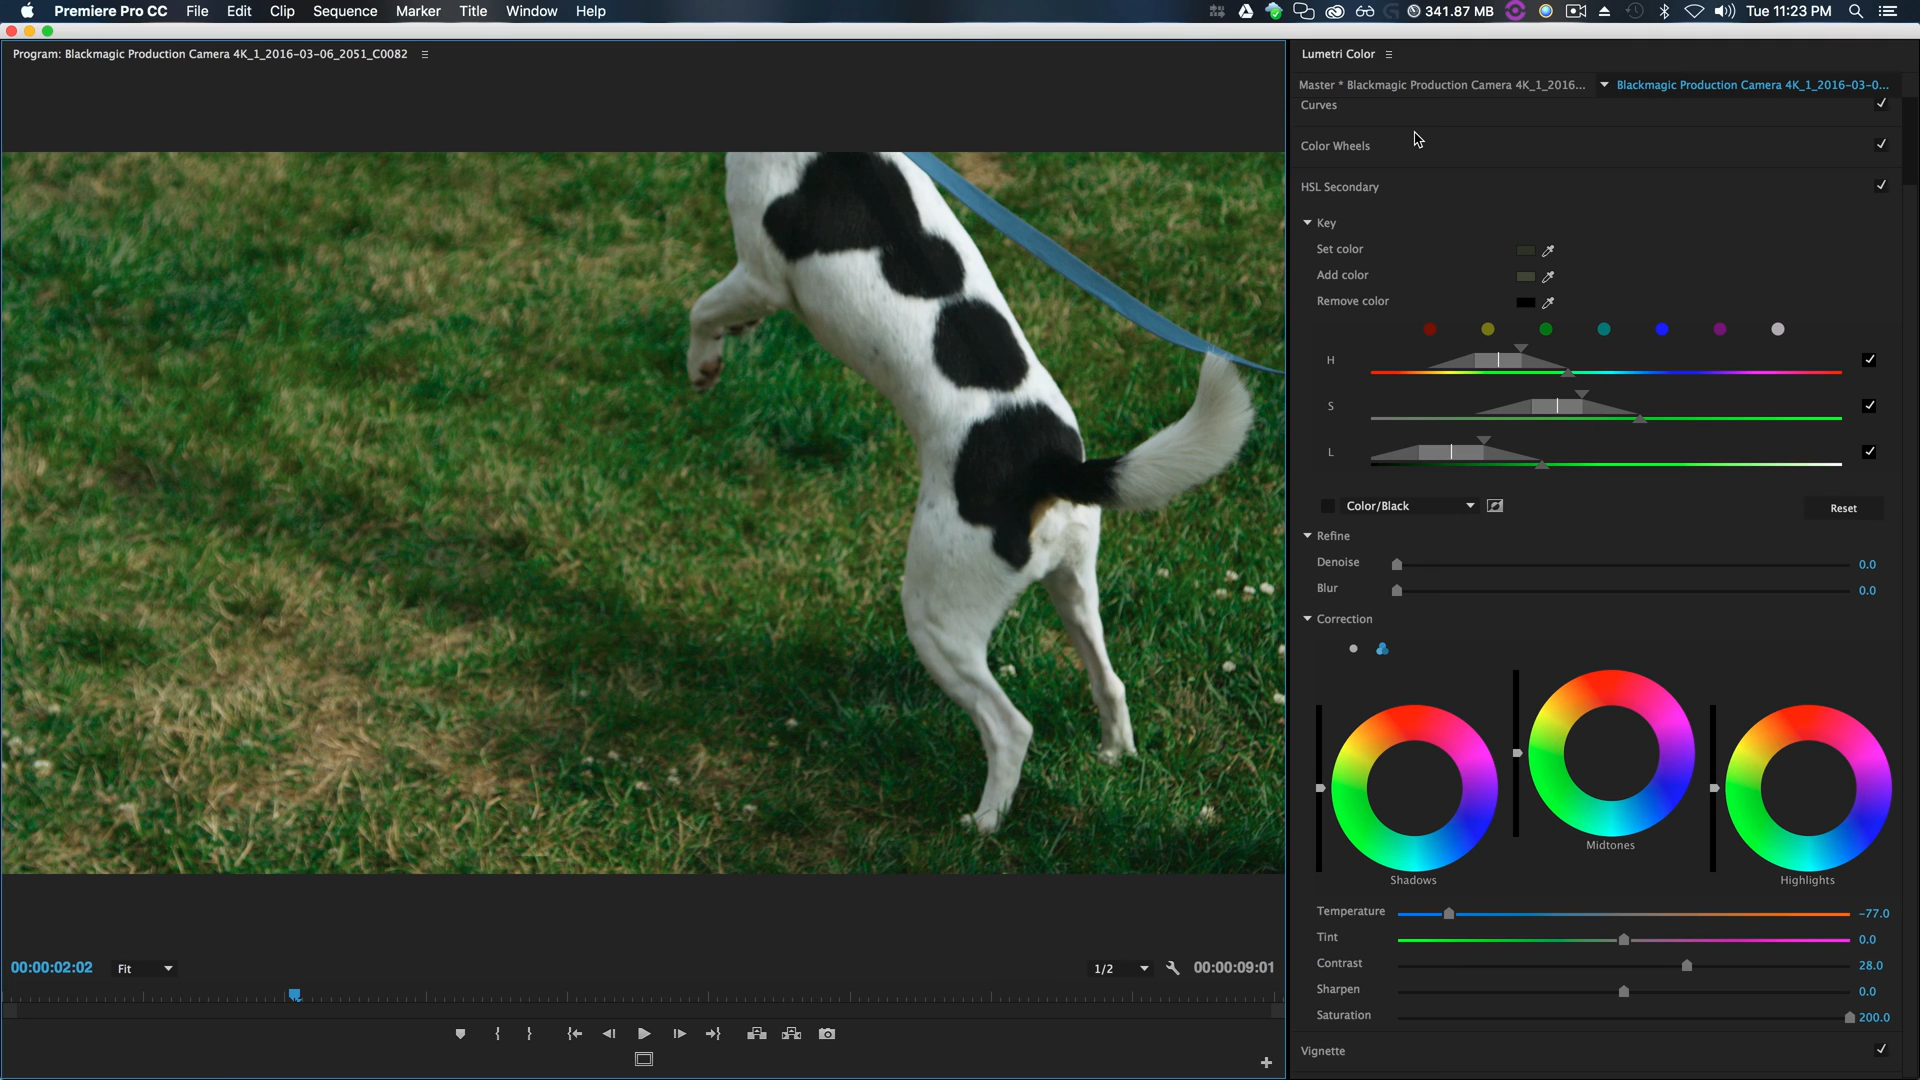 Premiere Pro CC File Edit Clip Sequence Marker Title Window Help 341.87 MB Tue 11:23 PM
Program: Blackmagic Production Camera 4K_1_2016-03-06_2051_C0082
Lumetri Color
Master * Blackmagic Production Camera 4K_1_2016... Blackmagic Production Camera 4K_1_2016-03-0...
Curves
Color Wheels
HSL Secondary
Key
Set color
Add color
Remove color
H
S
L
Color/Black Reset
Refine
Denoise 0.0
Blur 0.0
Correction
Midtones
Shadows Highlights
Temperature -77.0
Tint 0.0
Contrast 28.0
Sharpen 0.0
Saturation 200.0
Vignette
00:00:02:02 Fit 1/2 00:00:09:01